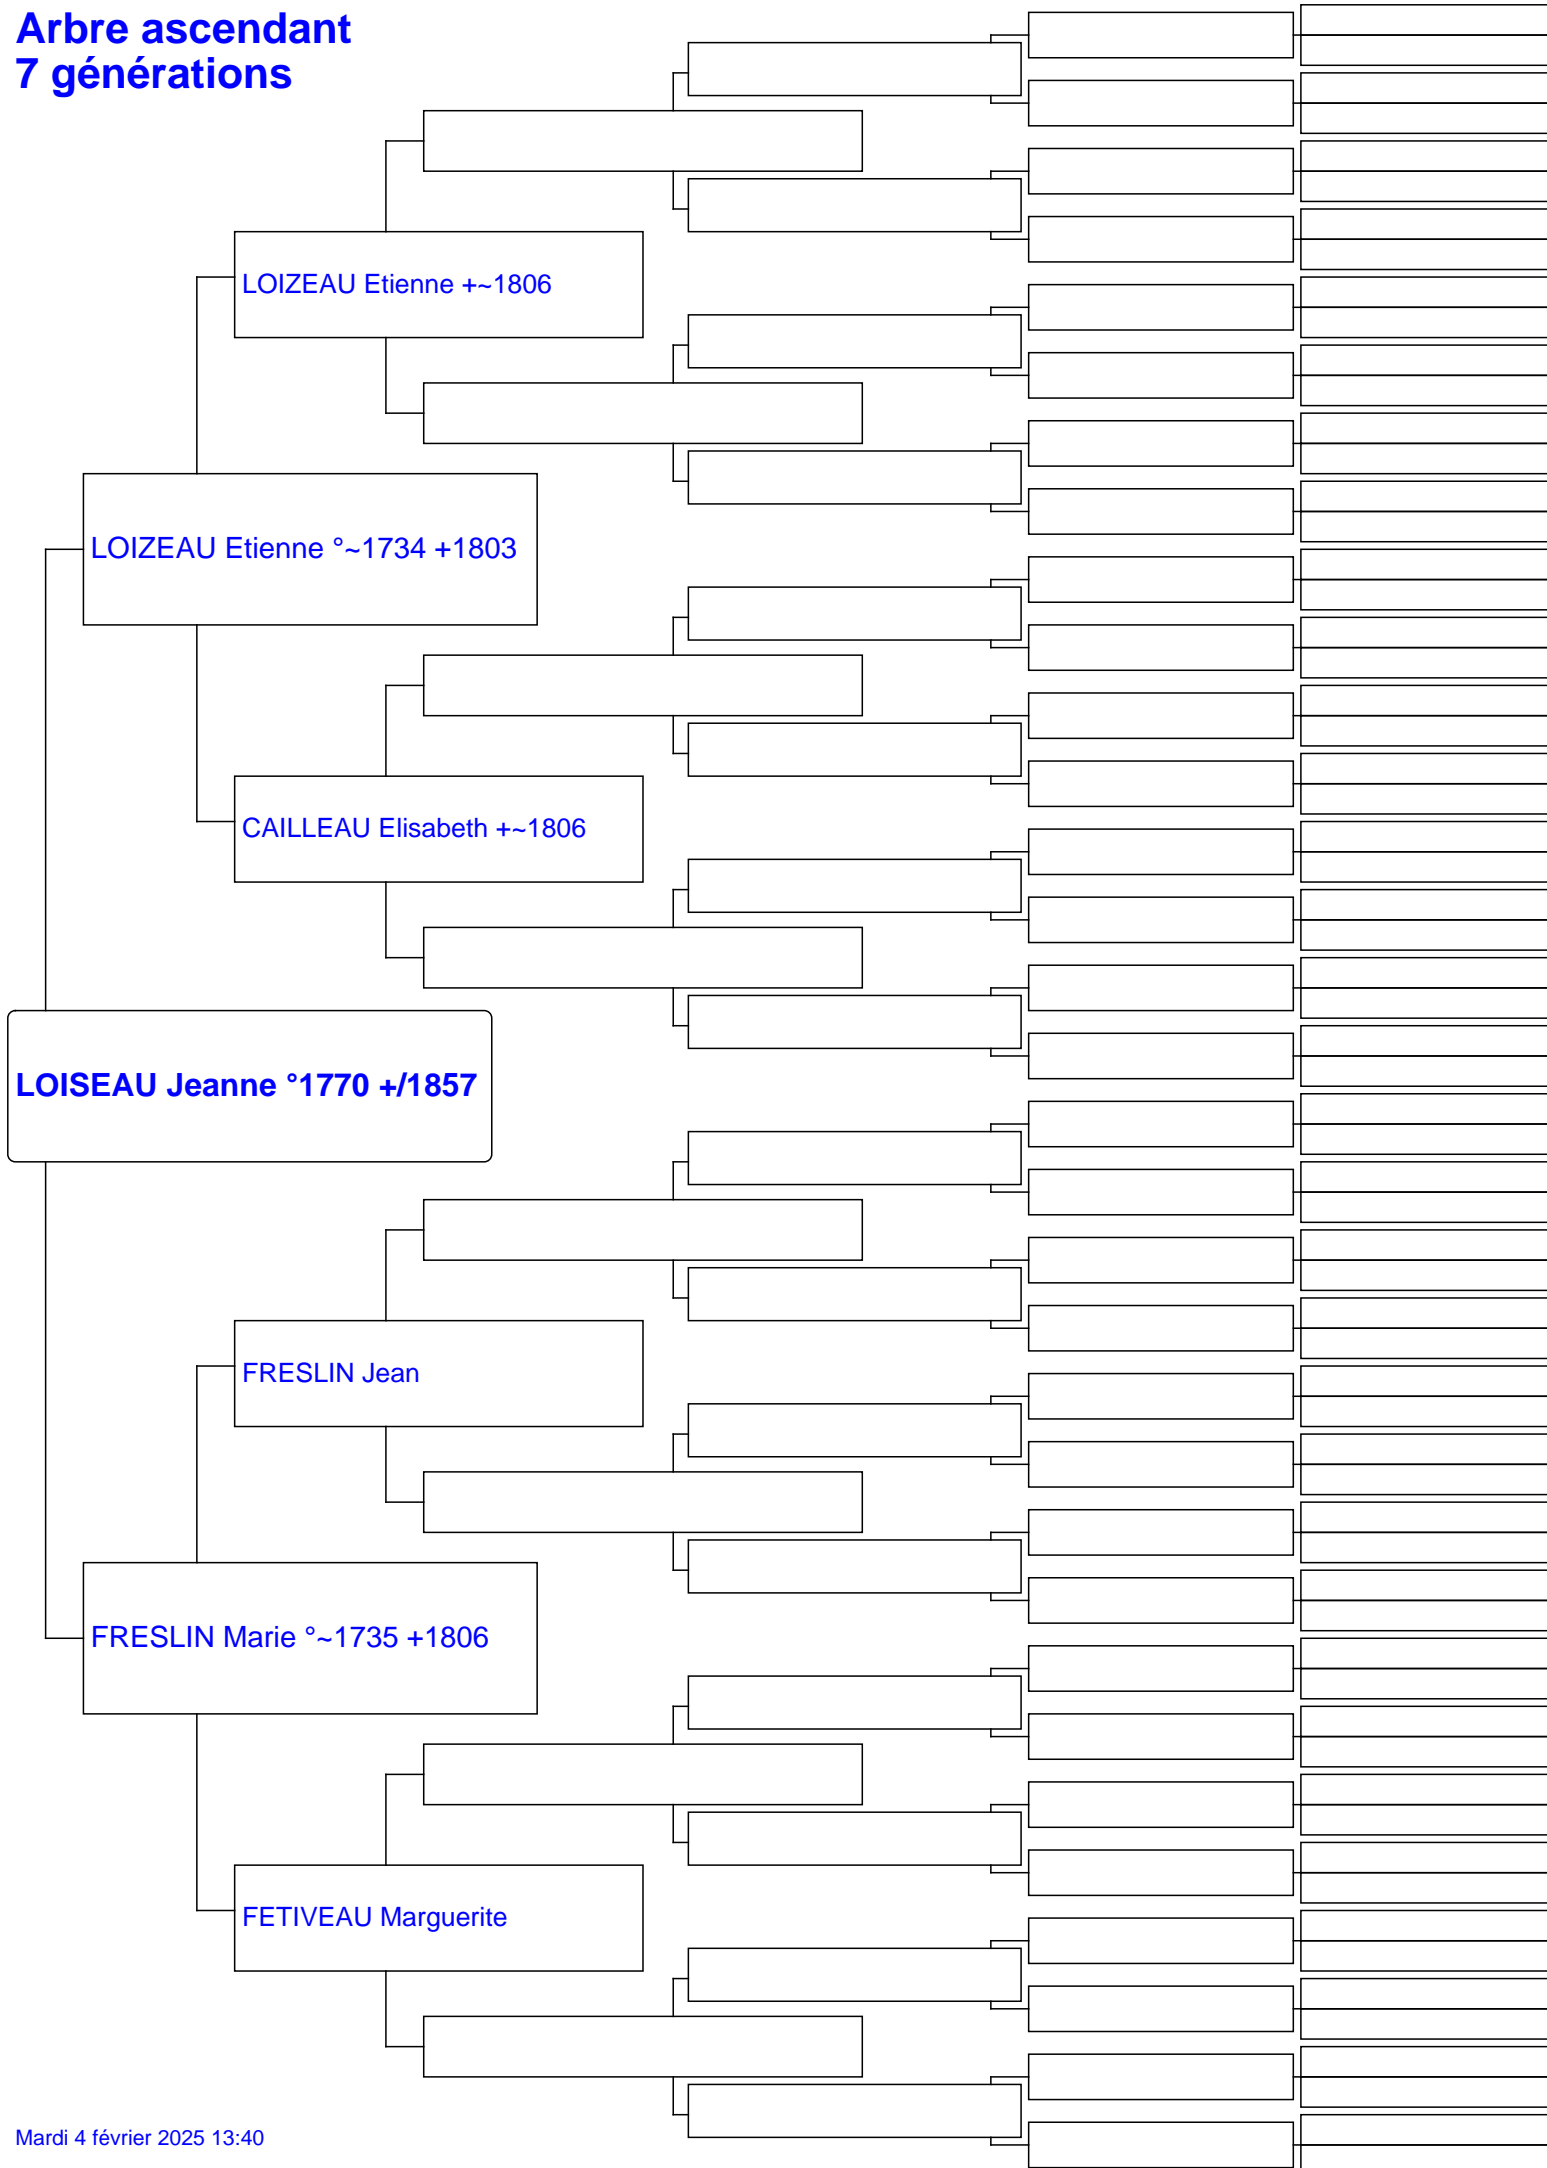 Arbre ascendant
7 générations
LOIZEAU Etienne +~1806
LOIZEAU Etienne °~1734 +1803
CAILLEAU Elisabeth +~1806
LOISEAU Jeanne °1770 +/1857
FRESLIN Jean
FRESLIN Marie °~1735 +1806
FETIVEAU Marguerite
Mardi 4 février 2025 13:40